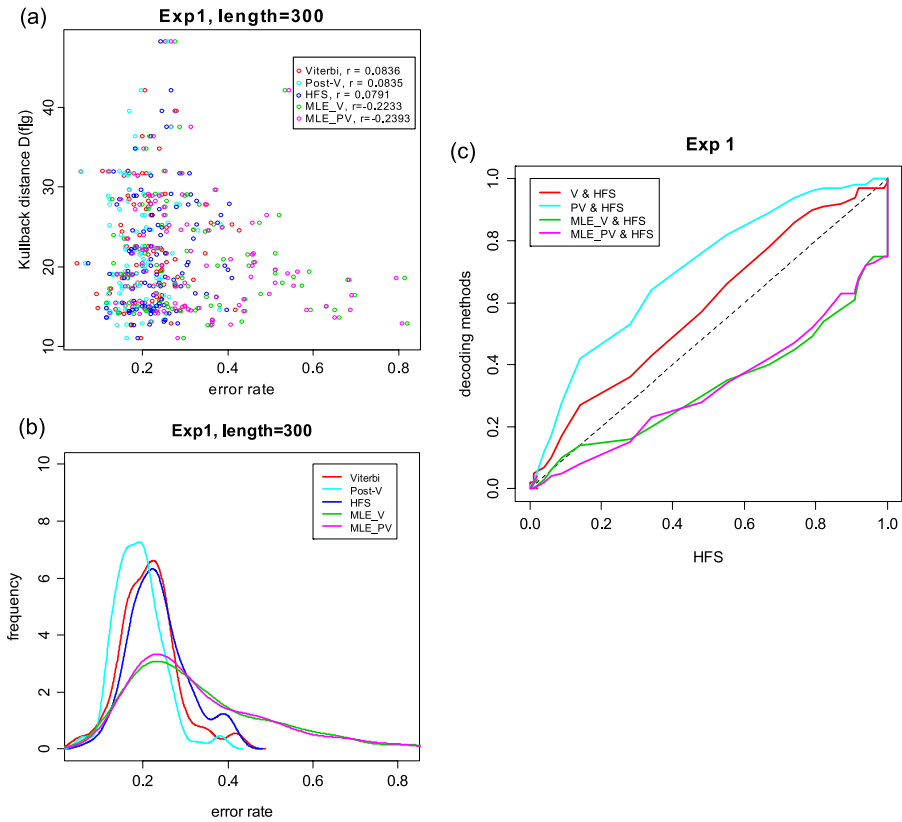 (a)
Exp1, length=300
Kullback distance D(f|g)
40
30
20
10
Viterbi, r = 0.0836
Post-V, r = 0.0835
HFS, r = 0.0791
MLE_V, r=-0.2233
MLE_PV, r=-0.2393
0.2 0.4 0.6 0.8
error rate
(b)
Exp1, length=300
frequency
10
8
6
4
2
0
Viterbi
Post-V
HFS
MLE_V
MLE_PV
0.2 0.4 0.6 0.8
error rate
(c)
Exp 1
decoding methods
1.0
0.8
0.6
0.4
0.2
0.0
V & HFS
PV & HFS
MLE_V & HFS
MLE_PV & HFS
0.0 0.2 0.4 0.6 0.8 1.0
HFS